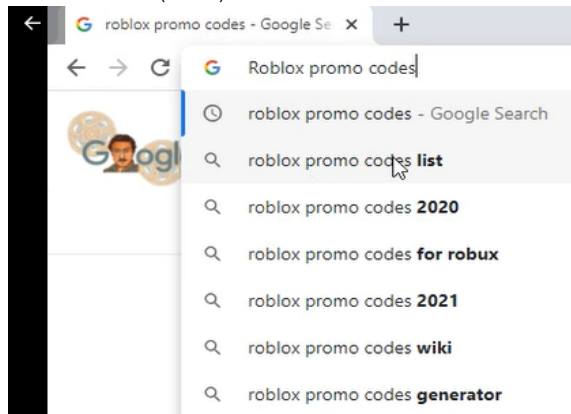 roblox promo codes - Google Se
Roblox promo codes
roblox promo codes - Google Search
roblox promo codes list
roblox promo codes 2020
roblox promo codes for robux
roblox promo codes 2021
roblox promo codes wiki
roblox promo codes generator